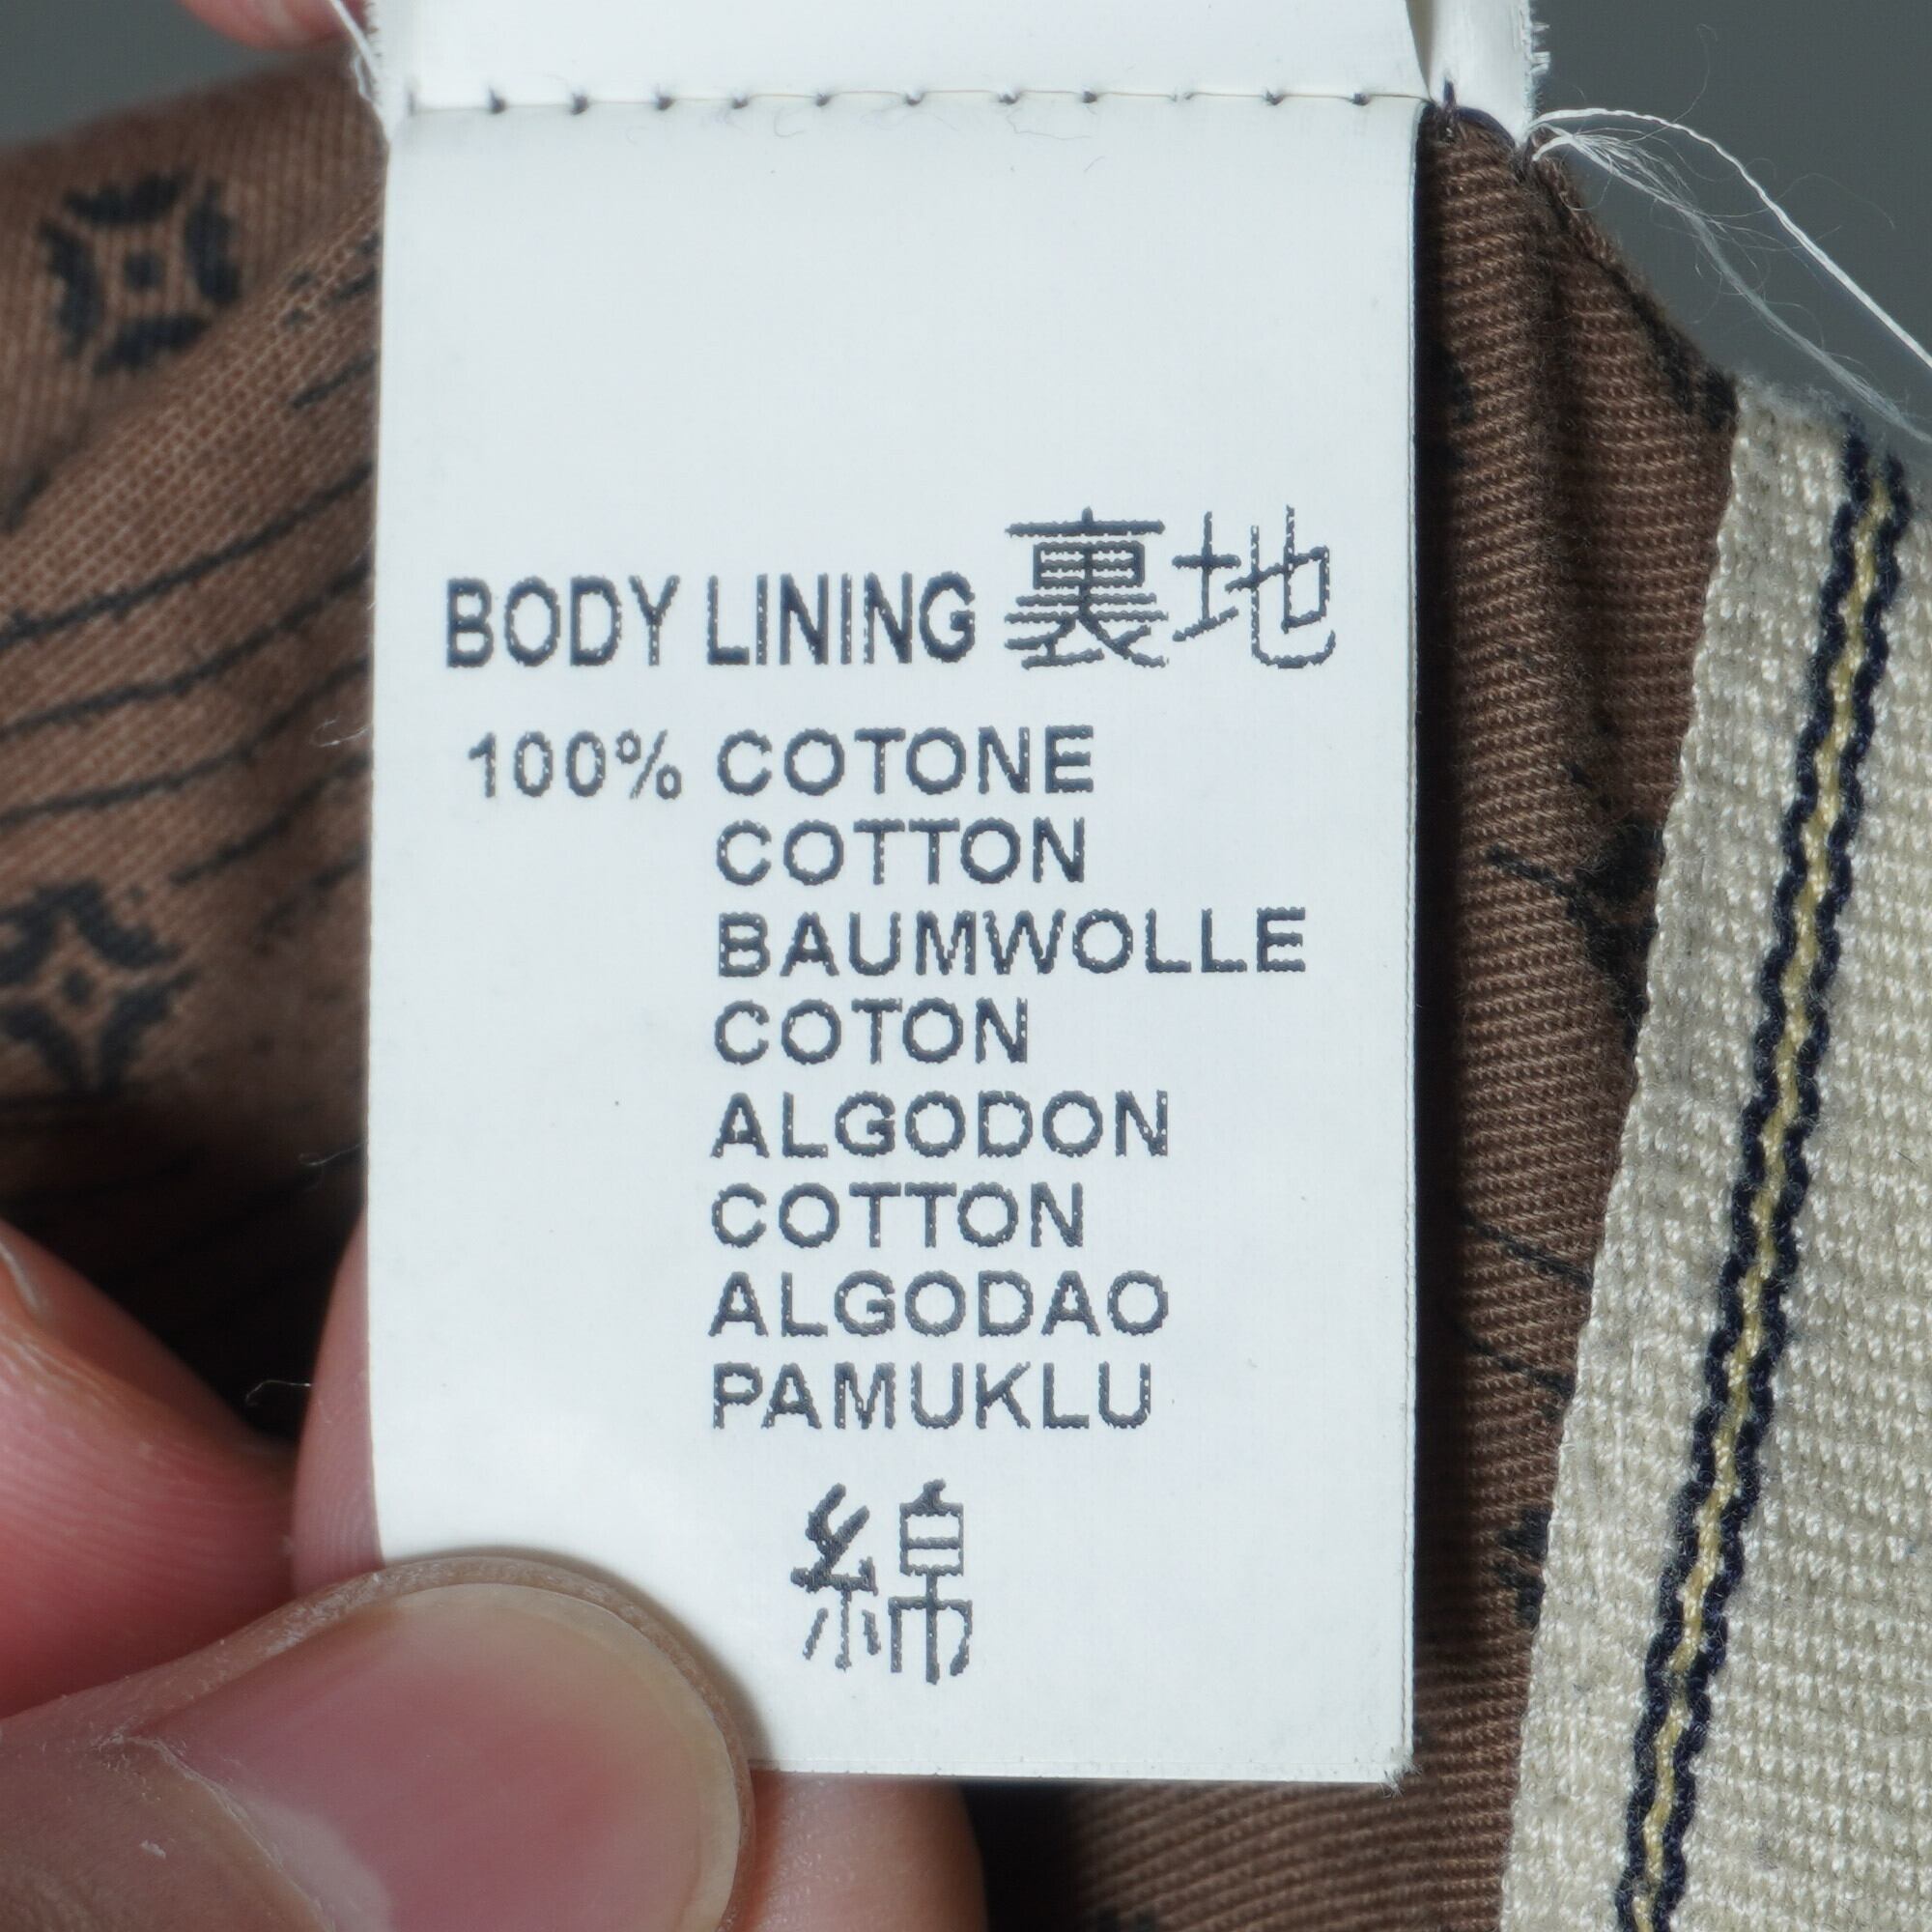 BODY LINING 裏地
100% COTONE
COTTON
BAUMWOLLE
COTON
ALGODON
COTTON
ALGODAO
PAMUKLU
綿